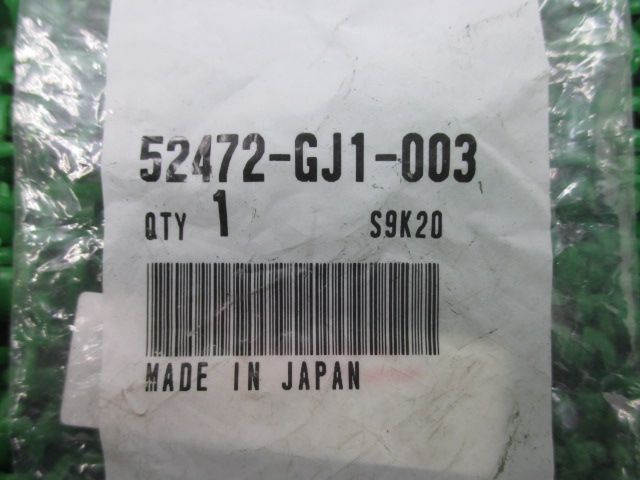 52472-GJ1-003
QTY 1 S9K20
MADE IN JAPAN